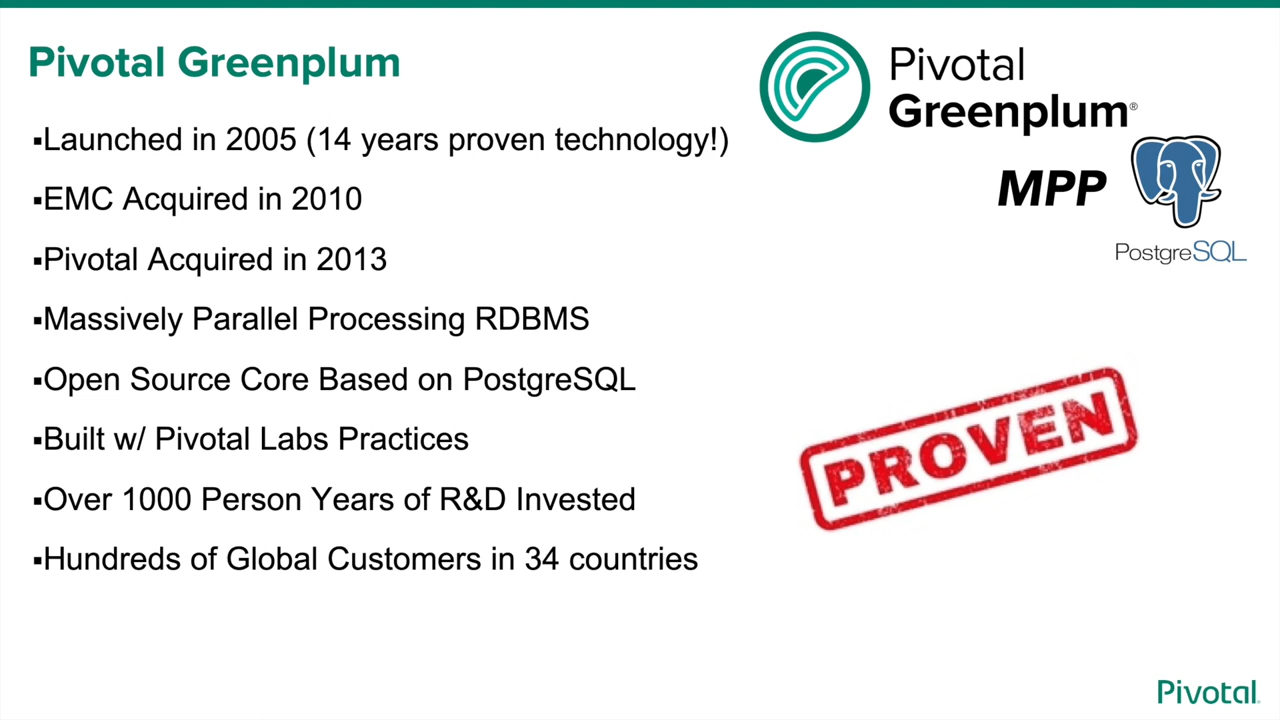 Pivotal Greenplum
▪Launched in 2005 (14 years proven technology!)
▪EMC Acquired in 2010
▪Pivotal Acquired in 2013
▪Massively Parallel Processing RDBMS
▪Open Source Core Based on PostgreSQL
▪Built w/ Pivotal Labs Practices
▪Over 1000 Person Years of R&D Invested
▪Hundreds of Global Customers in 34 countries
Pivotal
Greenplum®
MPP
PostgreSQL
PROVEN
Pivotal